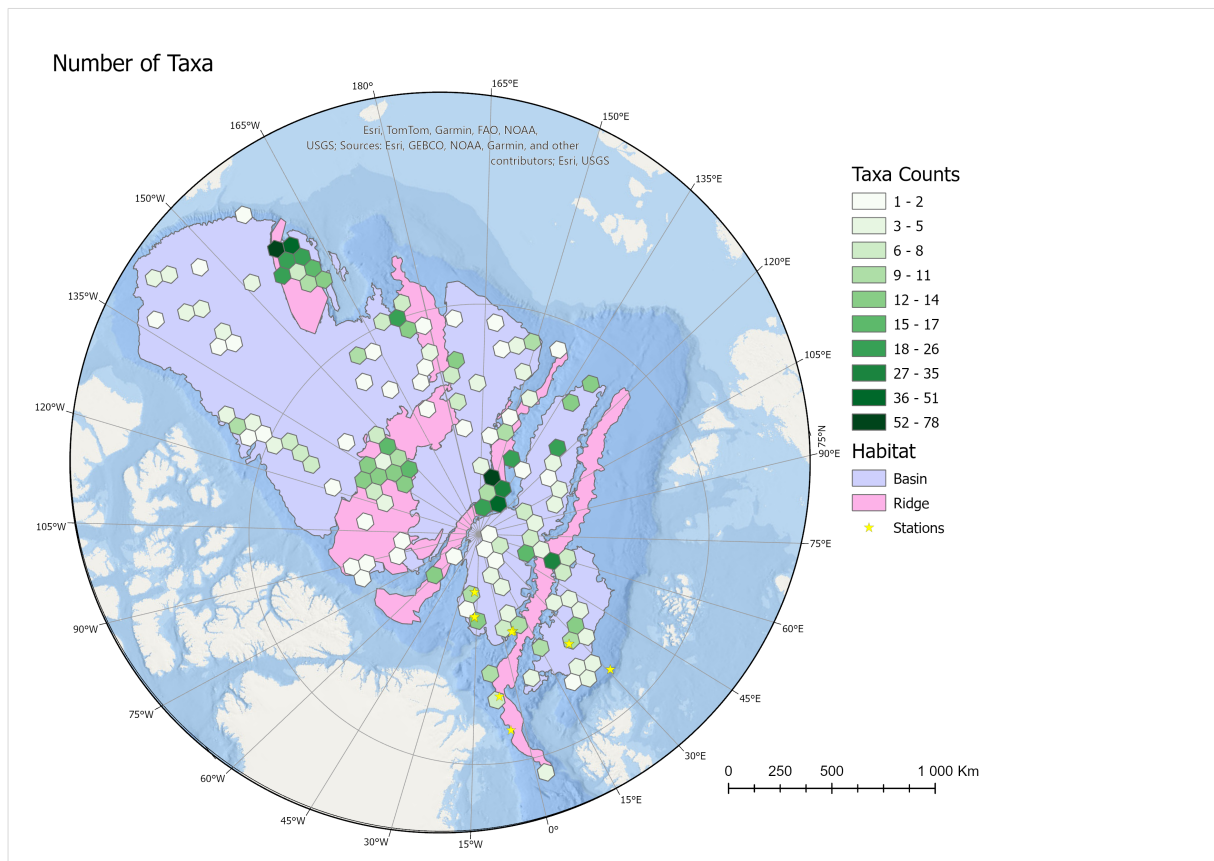 Number of Taxa
180°
165°E
165°W
150°E
Esri, TomTom, Garmin, FAO, NOAA,
USGS; Sources: Esri, GEBCO, NOAA, Garmin, and other
contributors; Esri, USGS
150°W
135°E
120°E
135°W
105°E
120°W
75°N
90°E
105°W
75°E
90°W
60°E
75°W
45°E
60°W
30°E
45°W
15°E
30°W
15°W
0°
Taxa Counts
1 - 2
3 - 5
6 - 8
9 - 11
12 - 14
15 - 17
18 - 26
27 - 35
36 - 51
52 - 78
Habitat
Basin
Ridge
Stations
0 250 500 1 000 Km